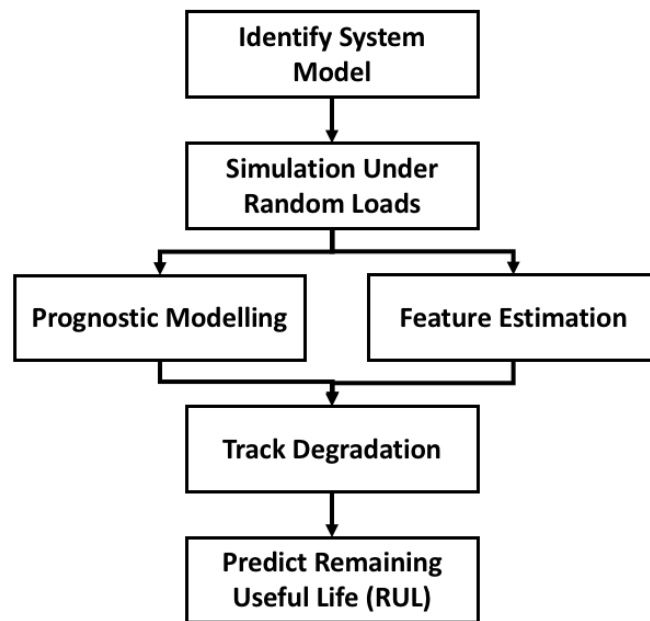 Identify System
Model
Simulation Under
Random Loads
Prognostic Modelling
Feature Estimation
Track Degradation
Predict Remaining
Useful Life (RUL)